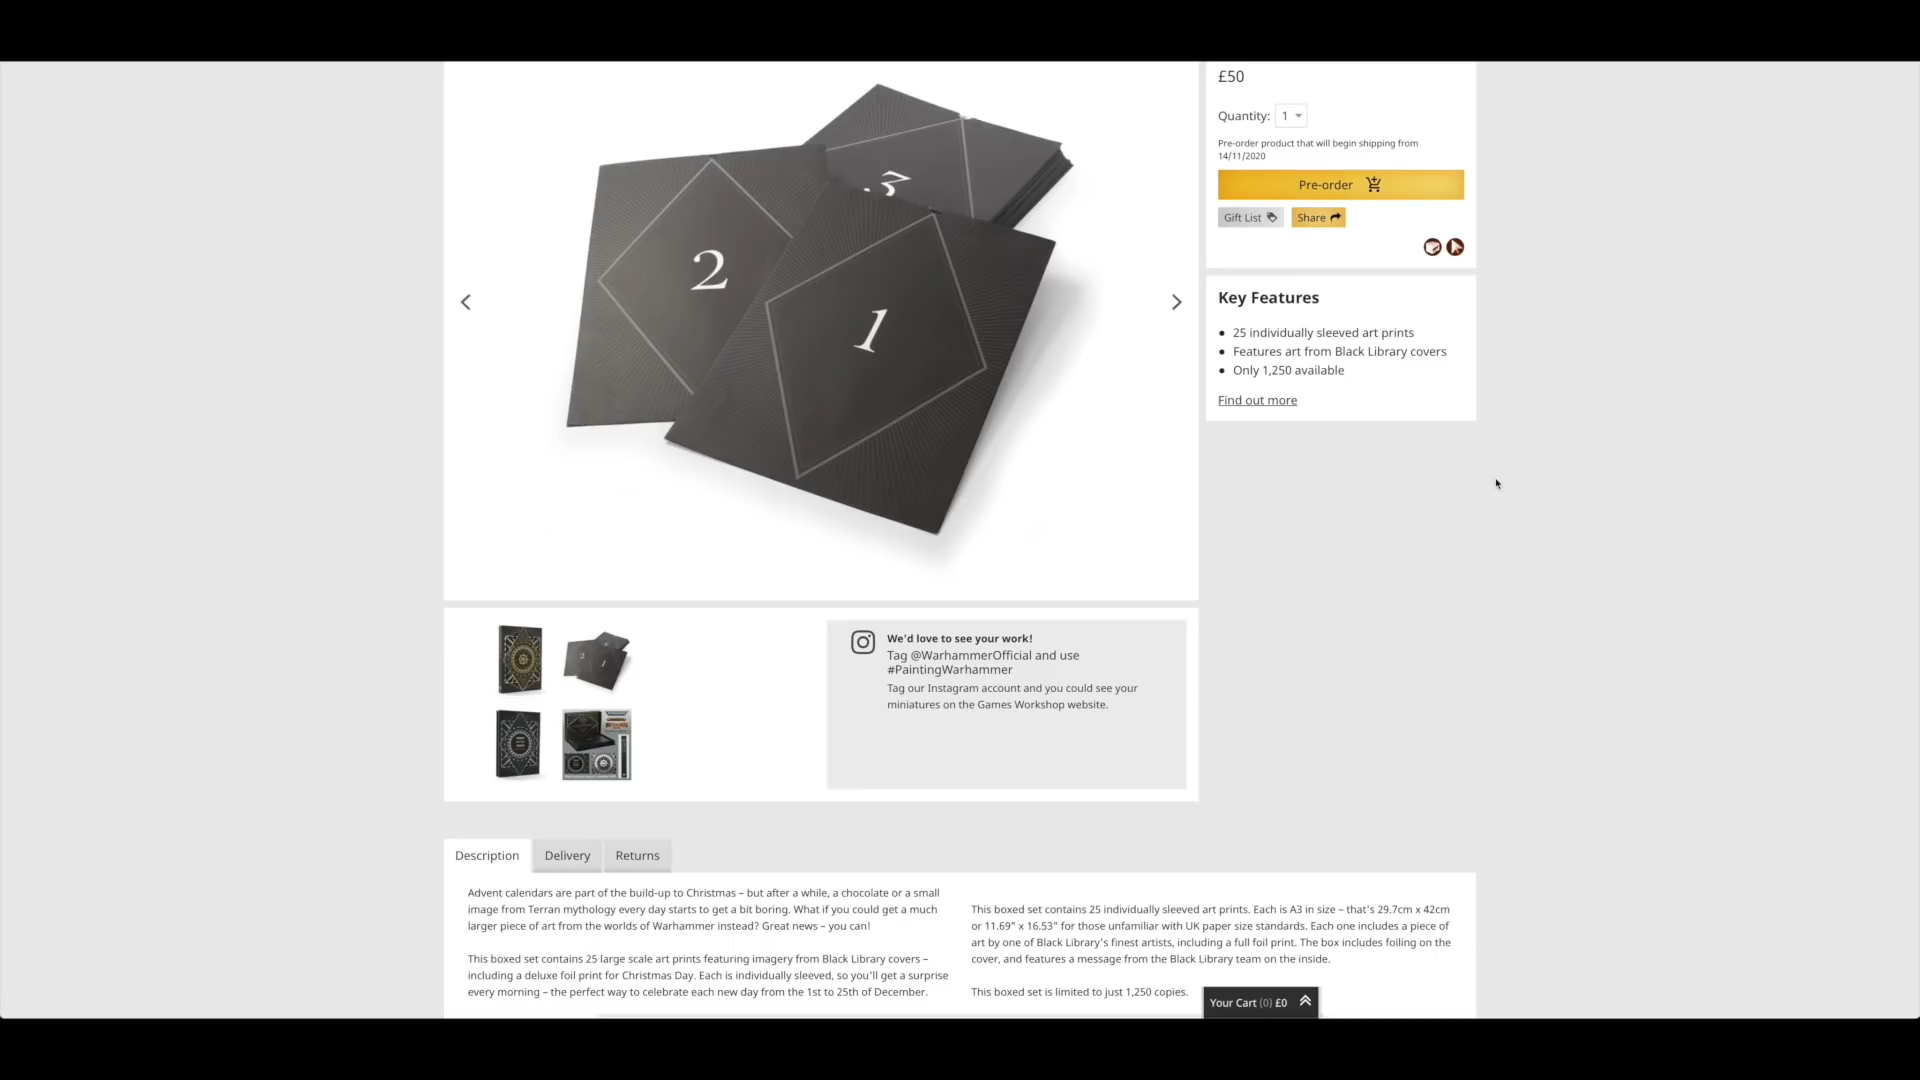 £50
Quantity: 1
Pre-order product that will begin shipping from
14/11/2020
Pre-order
Gift List
Share
3
2
1
Key Features
25 individually sleeved art prints
Features art from Black Library covers
Only 1,250 available
Find out more
We'd love to see your work!
Tag @WarhammerOfficial and use
#PaintingWarhammer
Tag our Instagram account and you could see your
miniatures on the Games Workshop website.
Description
Delivery
Returns
Advent calendars are part of the build-up to Christmas – but after a while, a chocolate or a small
image from Terran mythology every day starts to get a bit boring. What if you could get a much
larger piece of art from the worlds of Warhammer instead? Great news – you can!
This boxed set contains 25 large scale art prints featuring imagery from Black Library covers –
including a deluxe foil print for Christmas Day. Each is individually sleeved, so you'll get a surprise
every morning – the perfect way to celebrate each new day from the 1st to 25th of December.
This boxed set contains 25 individually sleeved art prints. Each is A3 in size – that's 29.7cm x 42cm
or 11.69" x 16.53" for those unfamiliar with UK paper size standards. Each one includes a piece of
art by one of Black Library's finest artists, including a full foil print. The box includes foiling on the
cover, and features a message from the Black Library team on the inside.
This boxed set is limited to just 1,250 copies.
Your Cart (0) £0